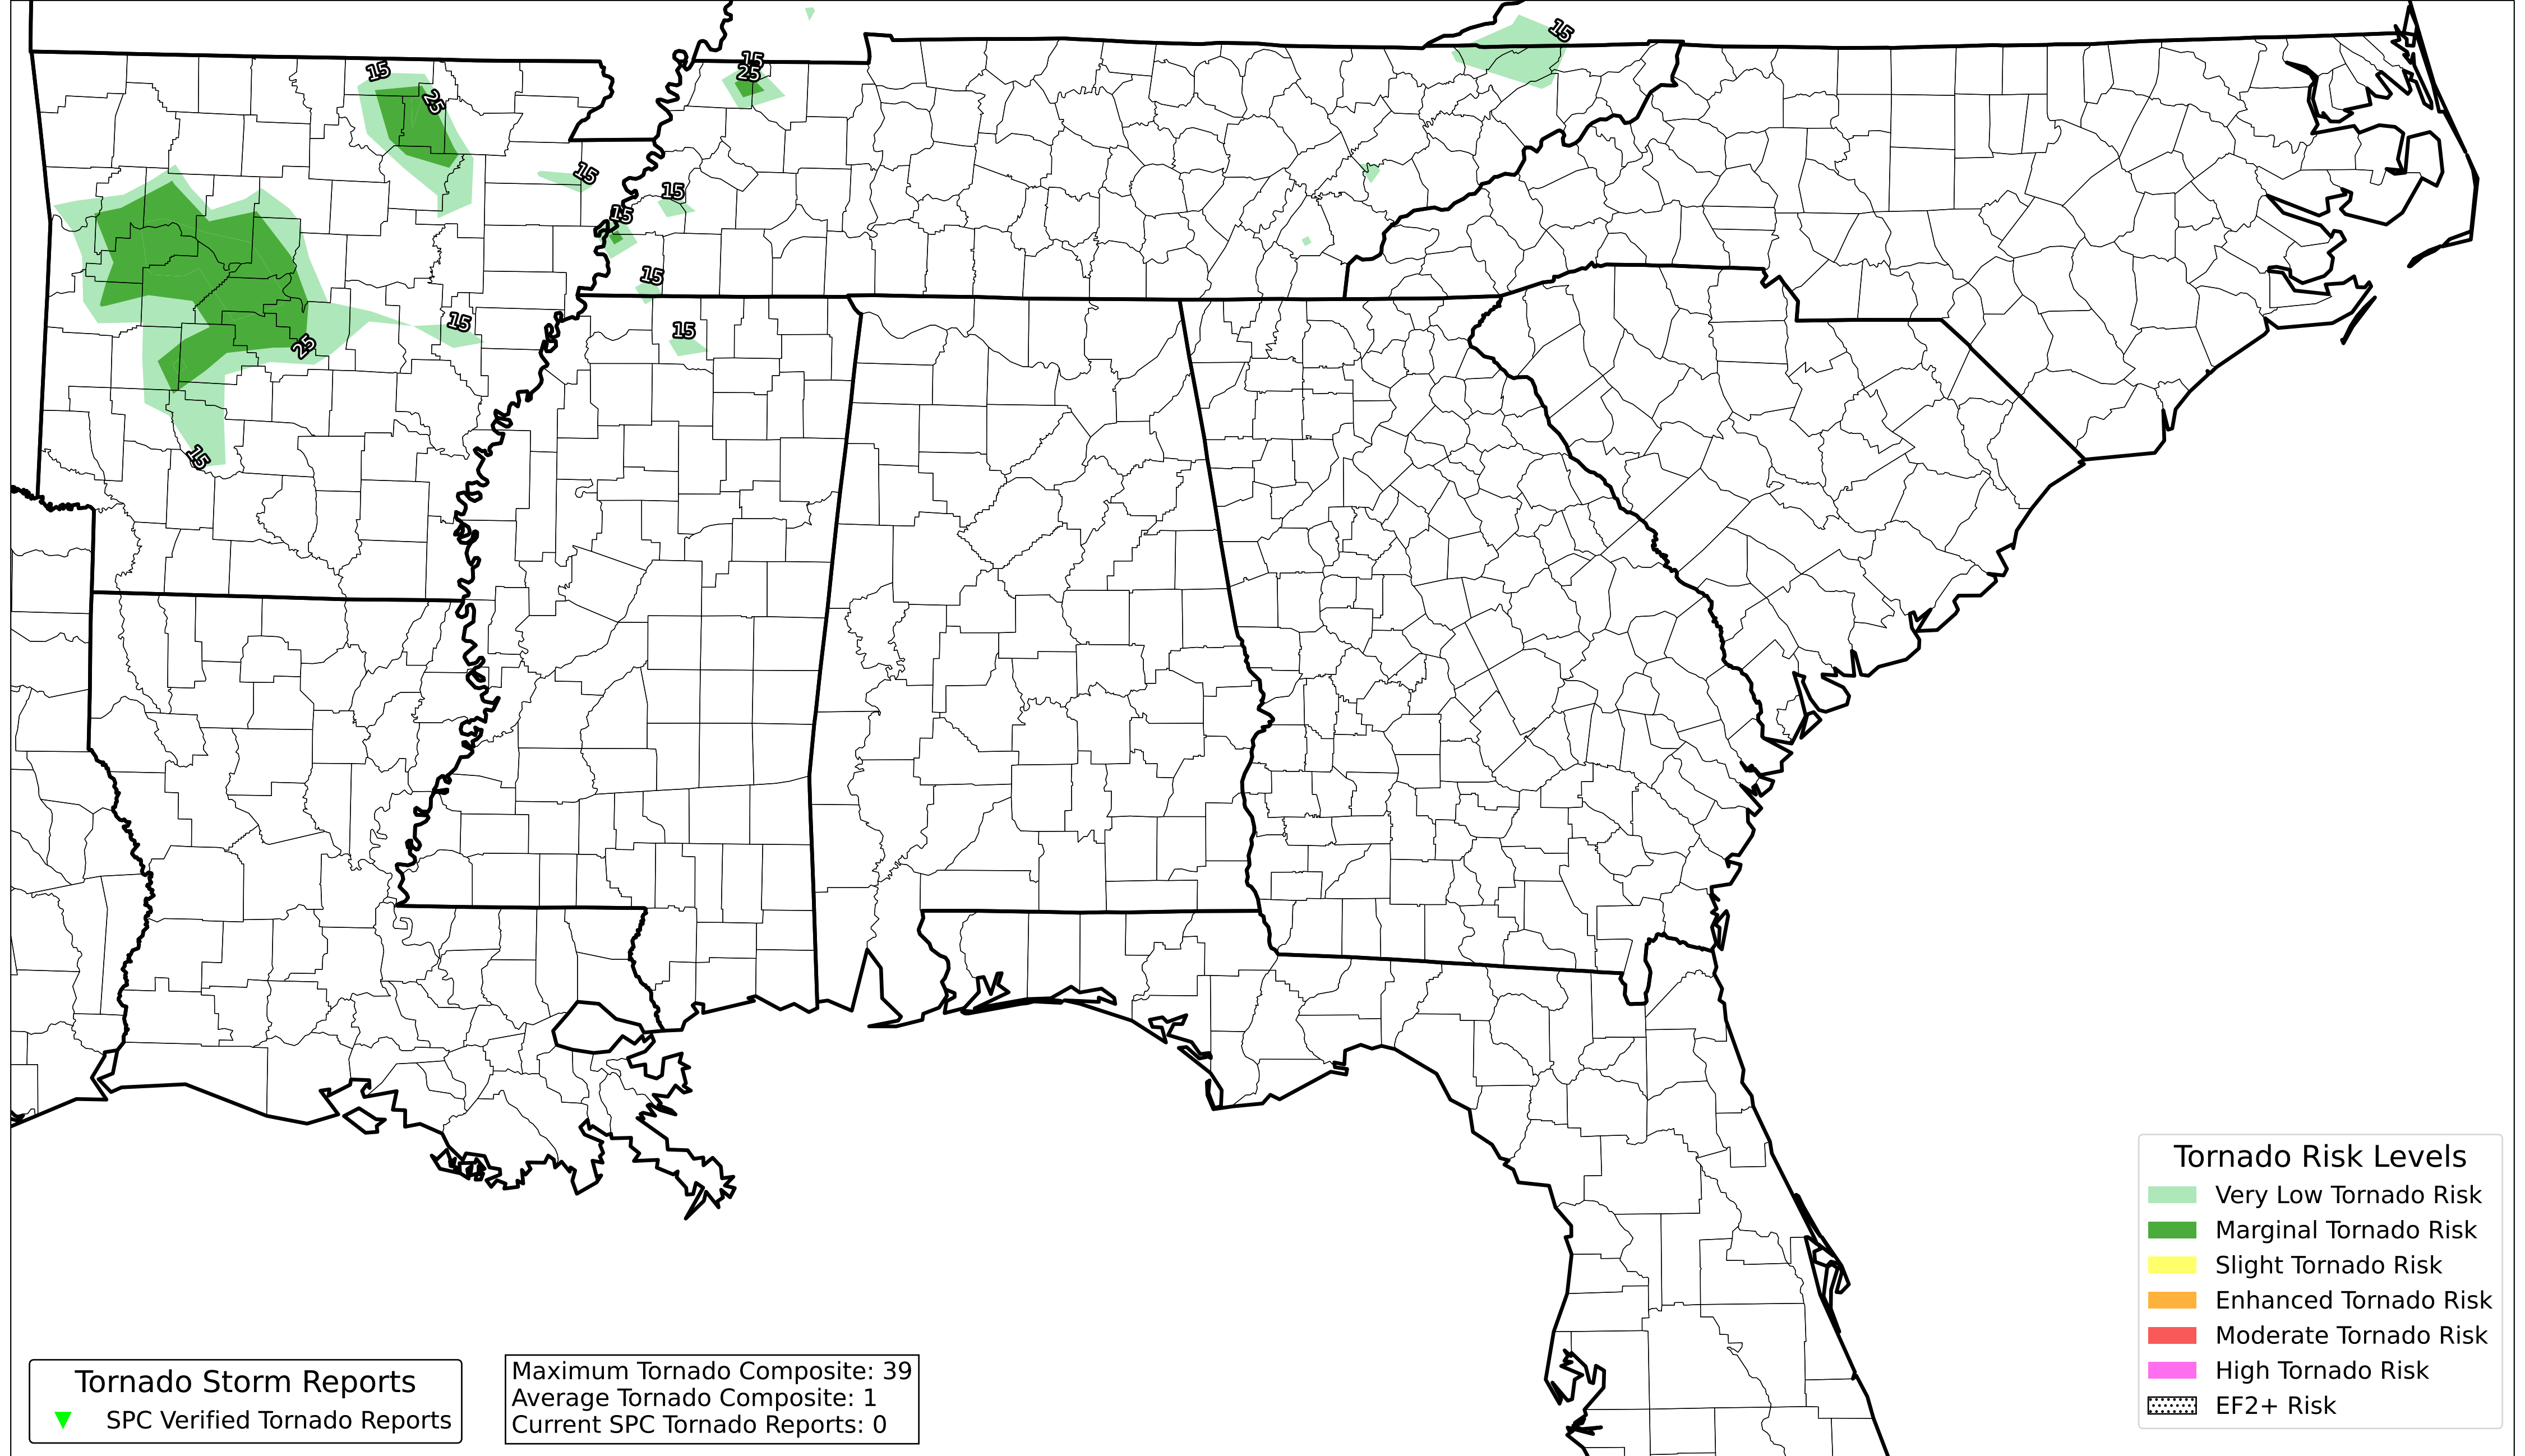 15
15
15
25
25
15
15
15
15
15
15
25
15
Tornado Risk Levels
Very Low Tornado Risk
Marginal Tornado Risk
Slight Tornado Risk
Enhanced Tornado Risk
Moderate Tornado Risk
High Tornado Risk
EF2+ Risk
Tornado Storm Reports
SPC Verified Tornado Reports
Maximum Tornado Composite: 39
Average Tornado Composite: 1
Current SPC Tornado Reports: 0